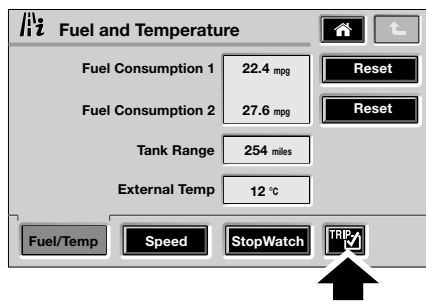 Fuel and Temperature
Fuel Consumption 1 22.4 mpg Reset
Fuel Consumption 2 27.6 mpg Reset
Tank Range 254 miles
External Temp 12 °C
Fuel/Temp Speed StopWatch TRIP